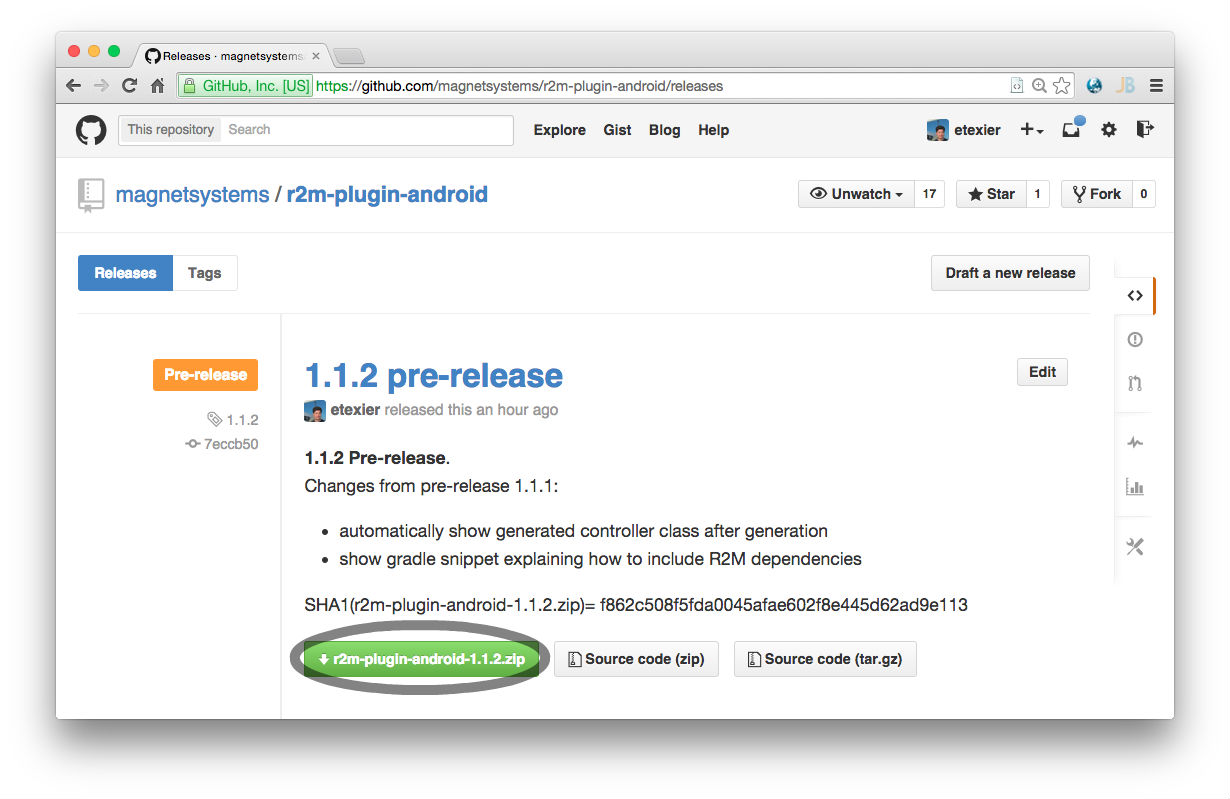 Releases · magnetsystems
GitHub, Inc. [US] https://github.com/magnetsystems/r2m-plugin-android/releases JB
This repository Search Explore Gist Blog Help etexier
magnetsystems / r2m-plugin-android Unwatch 17 Star 1 Fork 0
Releases Tags Draft a new release
Pre-release 1.1.2 pre-release Edit
etexier released this an hour ago
1.1.2
7eccb50
1.1.2 Pre-release.
Changes from pre-release 1.1.1:
• automatically show generated controller class after generation
• show gradle snippet explaining how to include R2M dependencies
SHA1(r2m-plugin-android-1.1.2.zip)= f862c508f5fda0045afae602f8e445d62ad9e113
r2m-plugin-android-1.1.2.zip Source code (zip) Source code (tar.gz)